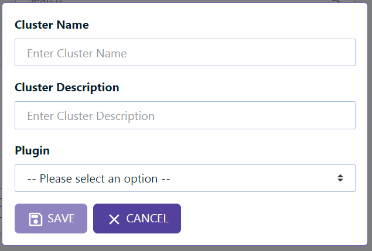 Cluster Name
Enter Cluster Name
Cluster Description
Enter Cluster Description
Plugin
-- Please select an option --
SAVE
CANCEL